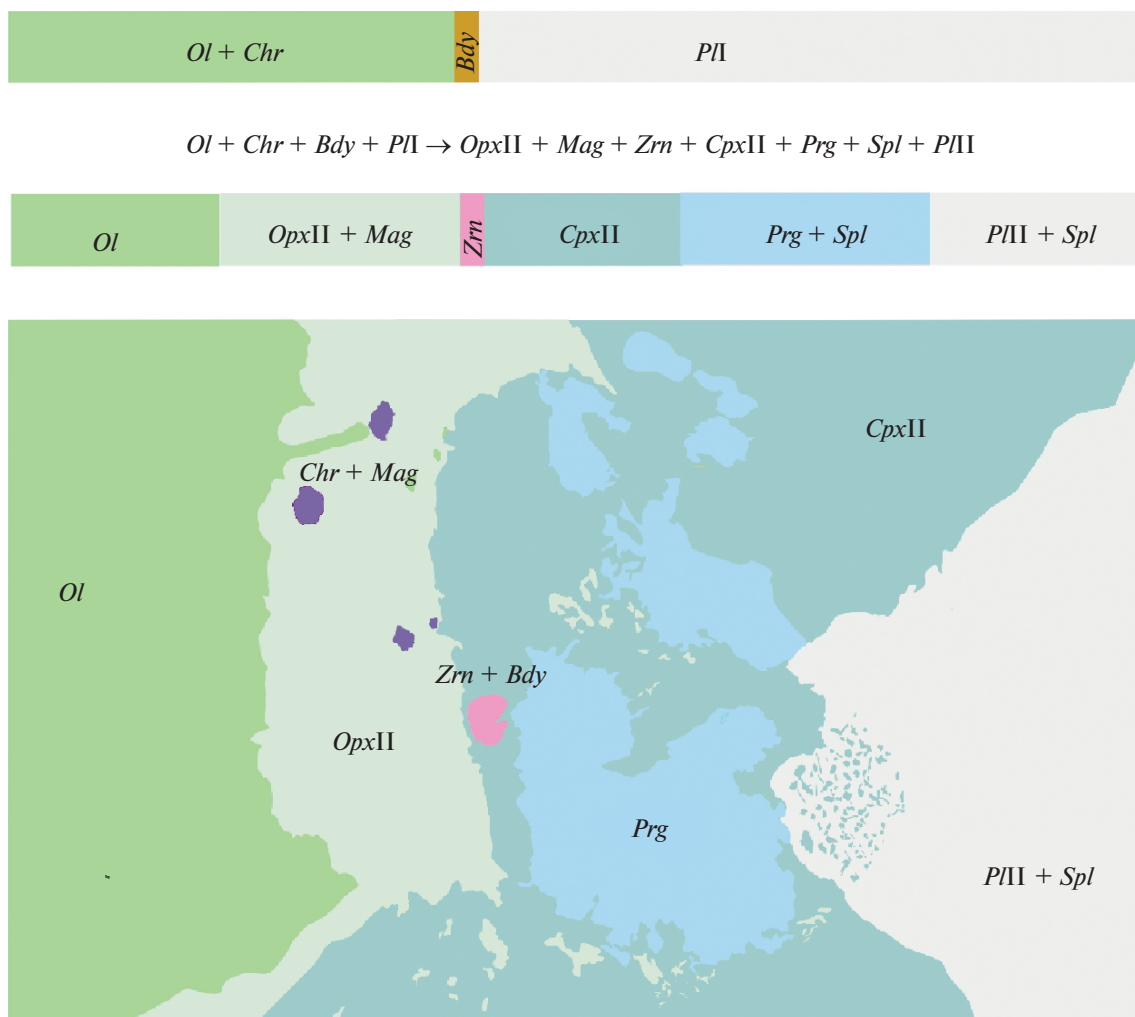 Ol + Chr Bdy PlI
Ol + Chr + Bdy + PlI → OpxII + Mag + Zrn + CpxII + Prg + Spl + PlII
Ol OpxII + Mag Zrn CpxII Prg + Spl PlII + Spl
CpxII
Chr + Mag
Ol
Zrn + Bdy
OpxII
Prg
PlII + Spl